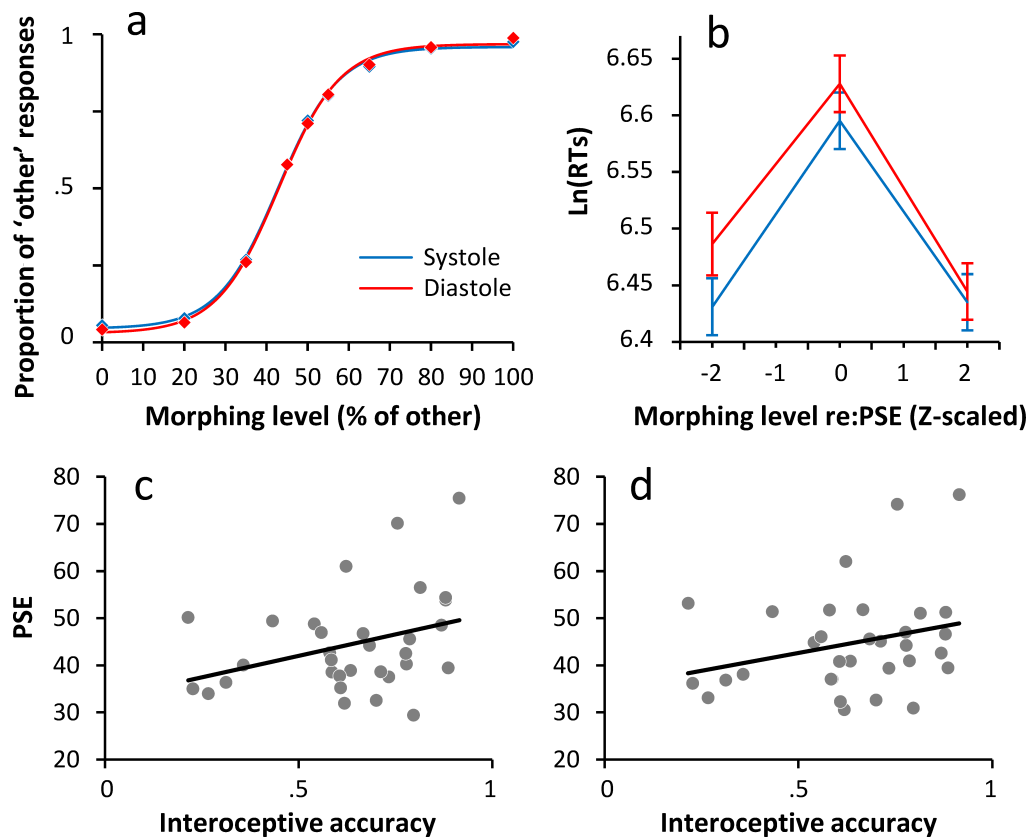 a
1
.5
0
Proportion of ‘other’ responses
Systole
Diastole
0 20 30 40 50 60 70 80 100
Morphing level (% of other)
b
6.65
6.6
6.55
6.5
6.45
6.4
Ln(RTs)
-2 -1 0 1 2
Morphing level re:PSE (Z-scaled)
c
80
70
60
50
40
30
20
PSE
0 .5 1
Interoceptive accuracy
d
80
70
60
50
40
30
20
0 .5 1
Interoceptive accuracy